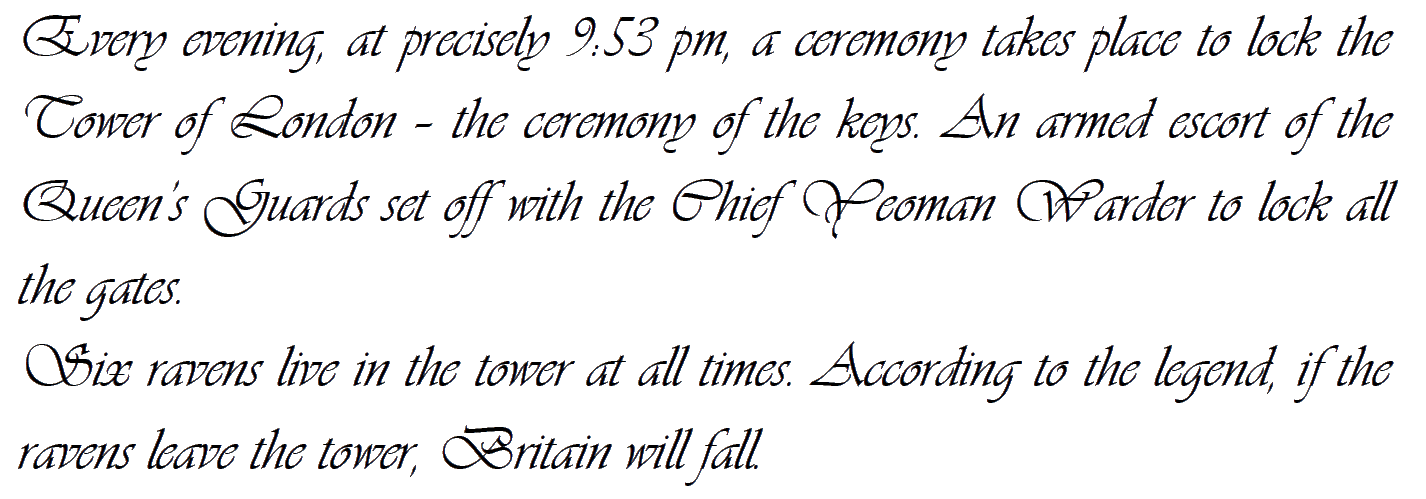 Every evening, at precisely 9:53 pm, a ceremony takes place to lock the
Tower of London - the ceremony of the keys. An armed escort of the
Queen's Guards set off with the Chief Yeoman Warder to lock all
the gates.
Six ravens live in the tower at all times. According to the legend, if the
ravens leave the tower, Britain will fall.